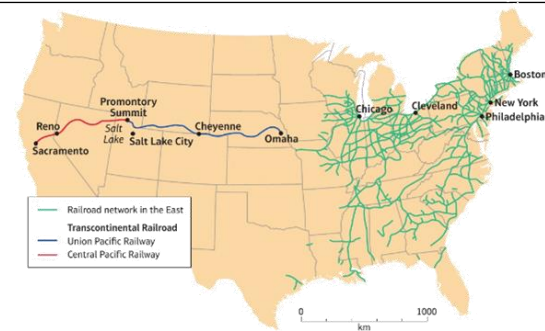 Boston
New York
Philadelphia
Chicago
Cleveland
Promontory
Summit
Reno
Salt
Lake
Salt Lake City
Cheyenne
Omaha
Sacramento
Railroad network in the East
Transcontinental Railroad
Union Pacific Railway
Central Pacific Railway
0
1000
km